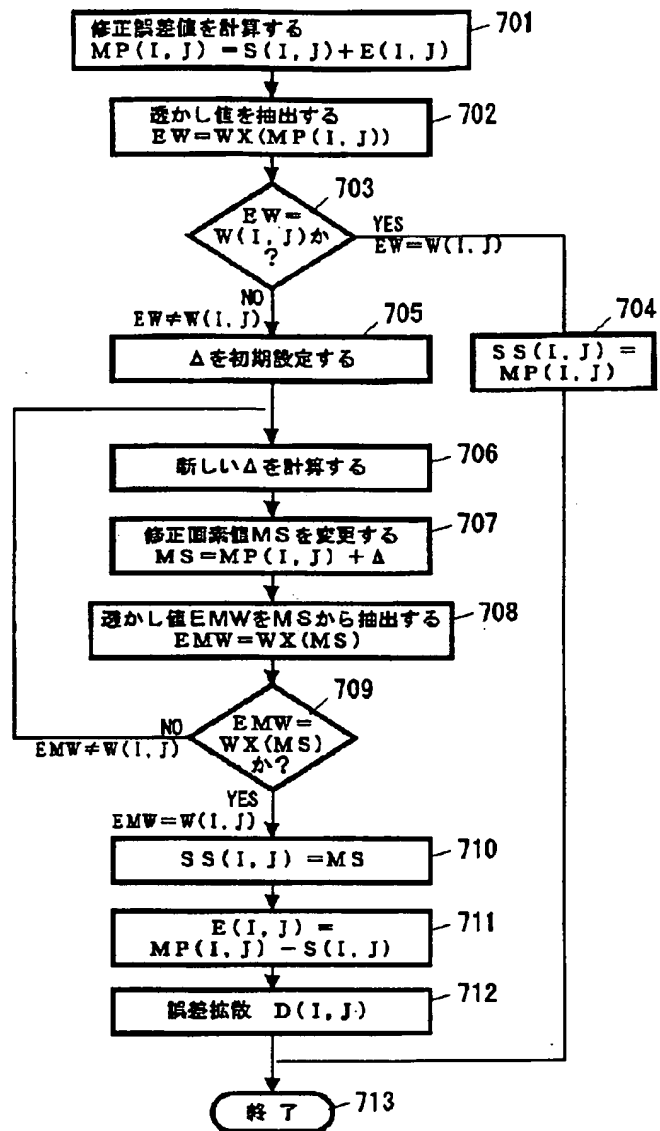 修正誤差値を計算する
MP(I, J) = S(I, J) + E(I, J)
701
透かし値を抽出する
EW=WX(MP(I, J))
702
703
EW=
W(I, J)か
?
YES
EW=W(I, J)
NO
EW≠W(I, J)
704
SS(I, J) =
MP(I, J)
705
Δを初期設定する
新しいΔを計算する
706
修正画素値MSを変更する
MS=MP(I, J) + Δ
707
透かし値EMWをMSから抽出する
EMW=WX(MS)
708
709
EMW=
WX(MS)
か?
NO
EMW≠W(I, J)
YES
EMW=W(I, J)
SS(I, J) =MS
710
E(I, J) =
MP(I, J) - S(I, J)
711
誤差拡散 D(I, J)
712
終了
713